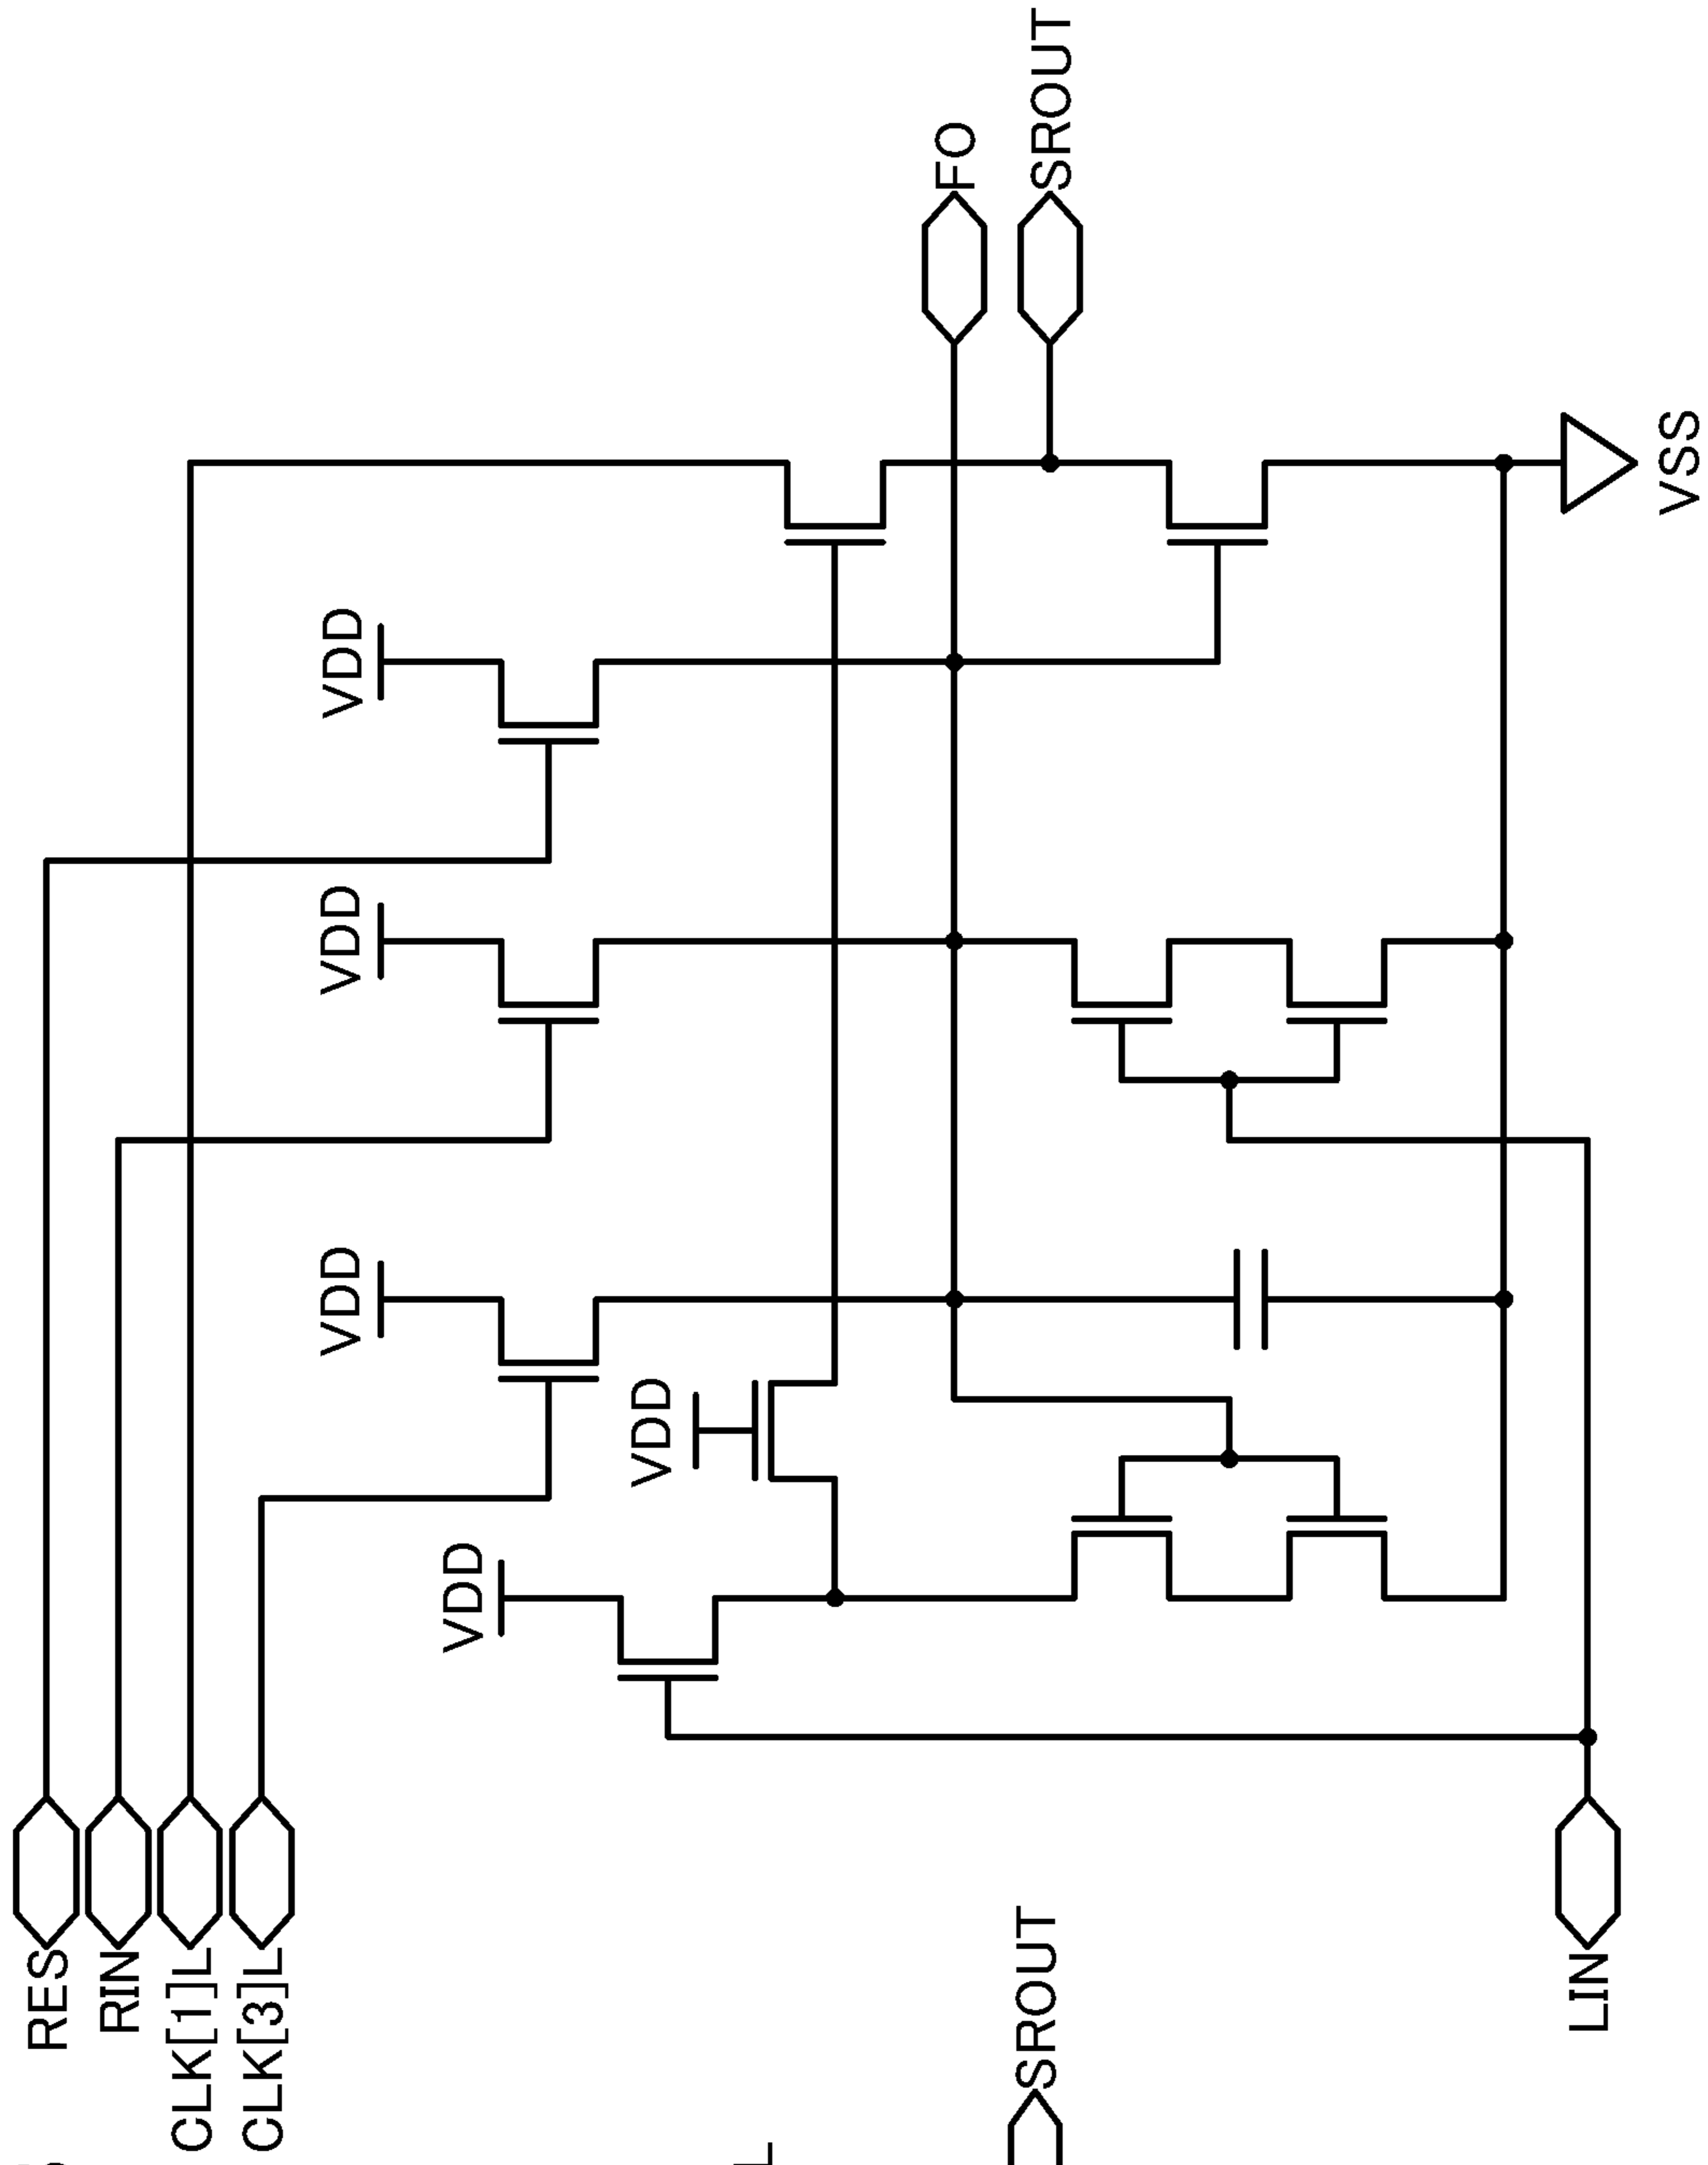 RES
RIN
CLK[1]L
CLK[3]L
VDD
VDD
VDD
VDD
VDD
FO
SROUT
VSS
LIN
SROUT
L